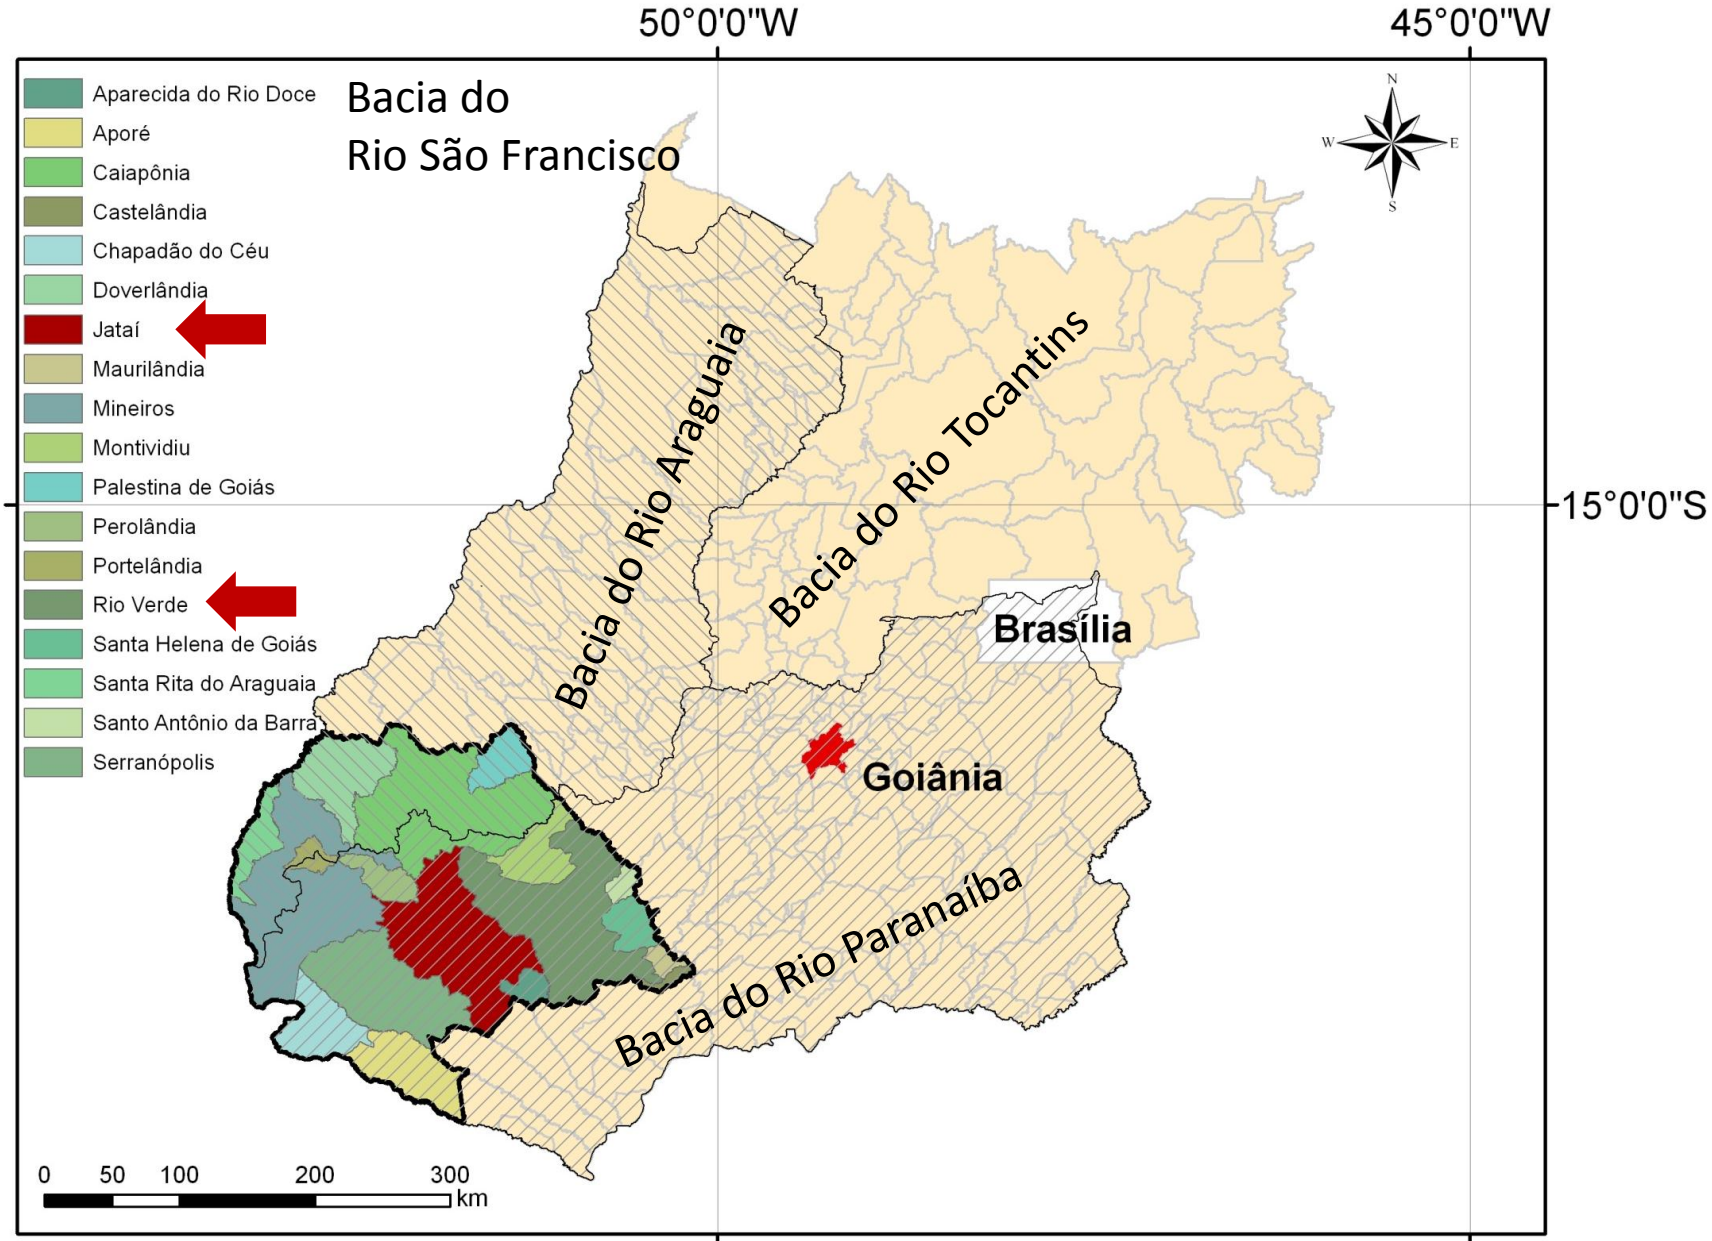 50°0'0"W
45°0'0"W
Aparecida do Rio Doce
Aporé
Caiapônia
Castelândia
Chapadão do Céu
Doverlândia
Jataí
Maurilândia
Mineiros
Montividiu
Palestina de Goiás
Perolândia
Portelândia
Rio Verde
Santa Helena de Goiás
Santa Rita do Araguaia
Santo Antônio da Barra
Serranópolis
Bacia do
Rio São Francisco
N
W
E
S
Bacia do Rio Araguaia
Bacia do Rio Tocantins
15°0'0"S
Brasília
Goiânia
Bacia do Rio Paranaíba
0 50 100 200 300
km